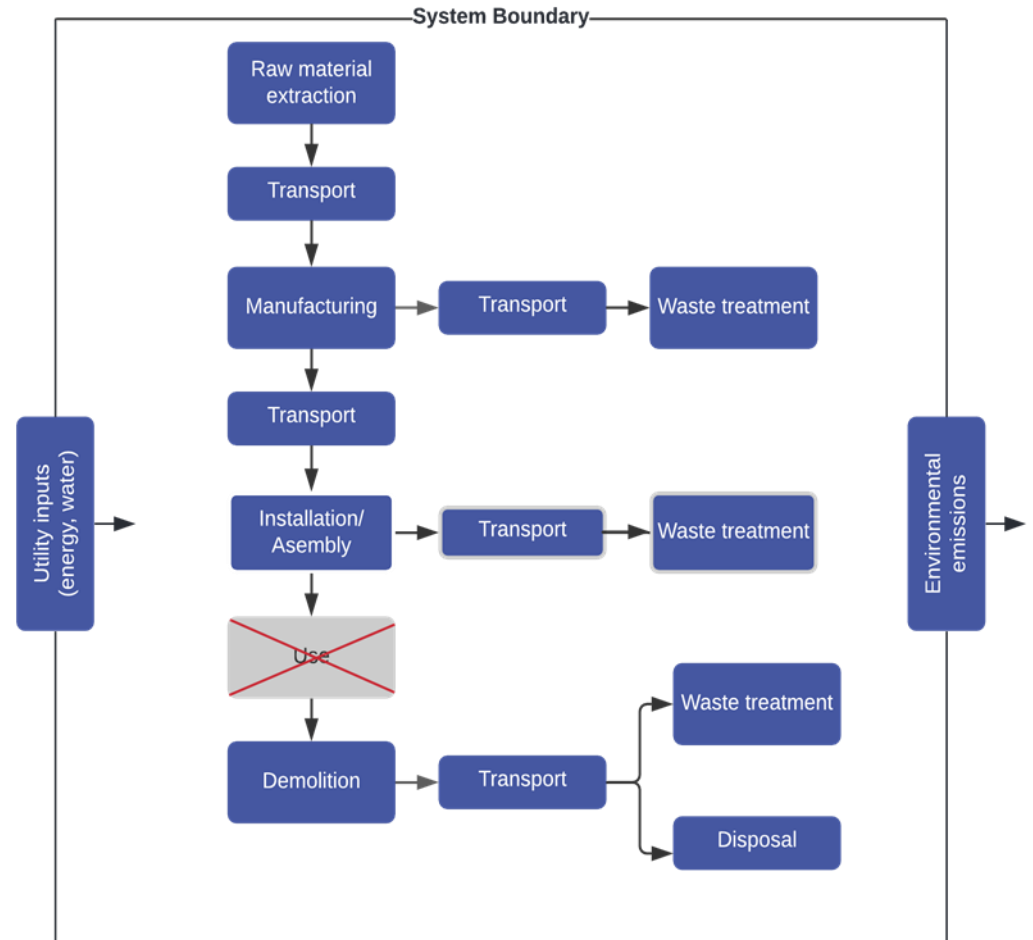 System Boundary
Raw material
extraction
Transport
Manufacturing
Transport
Waste treatment
Transport
Installation/
Asembly
Transport
Waste treatment
Utility inputs
(energy, water)
Environmental
emissions
Use
Demolition
Transport
Waste treatment
Disposal